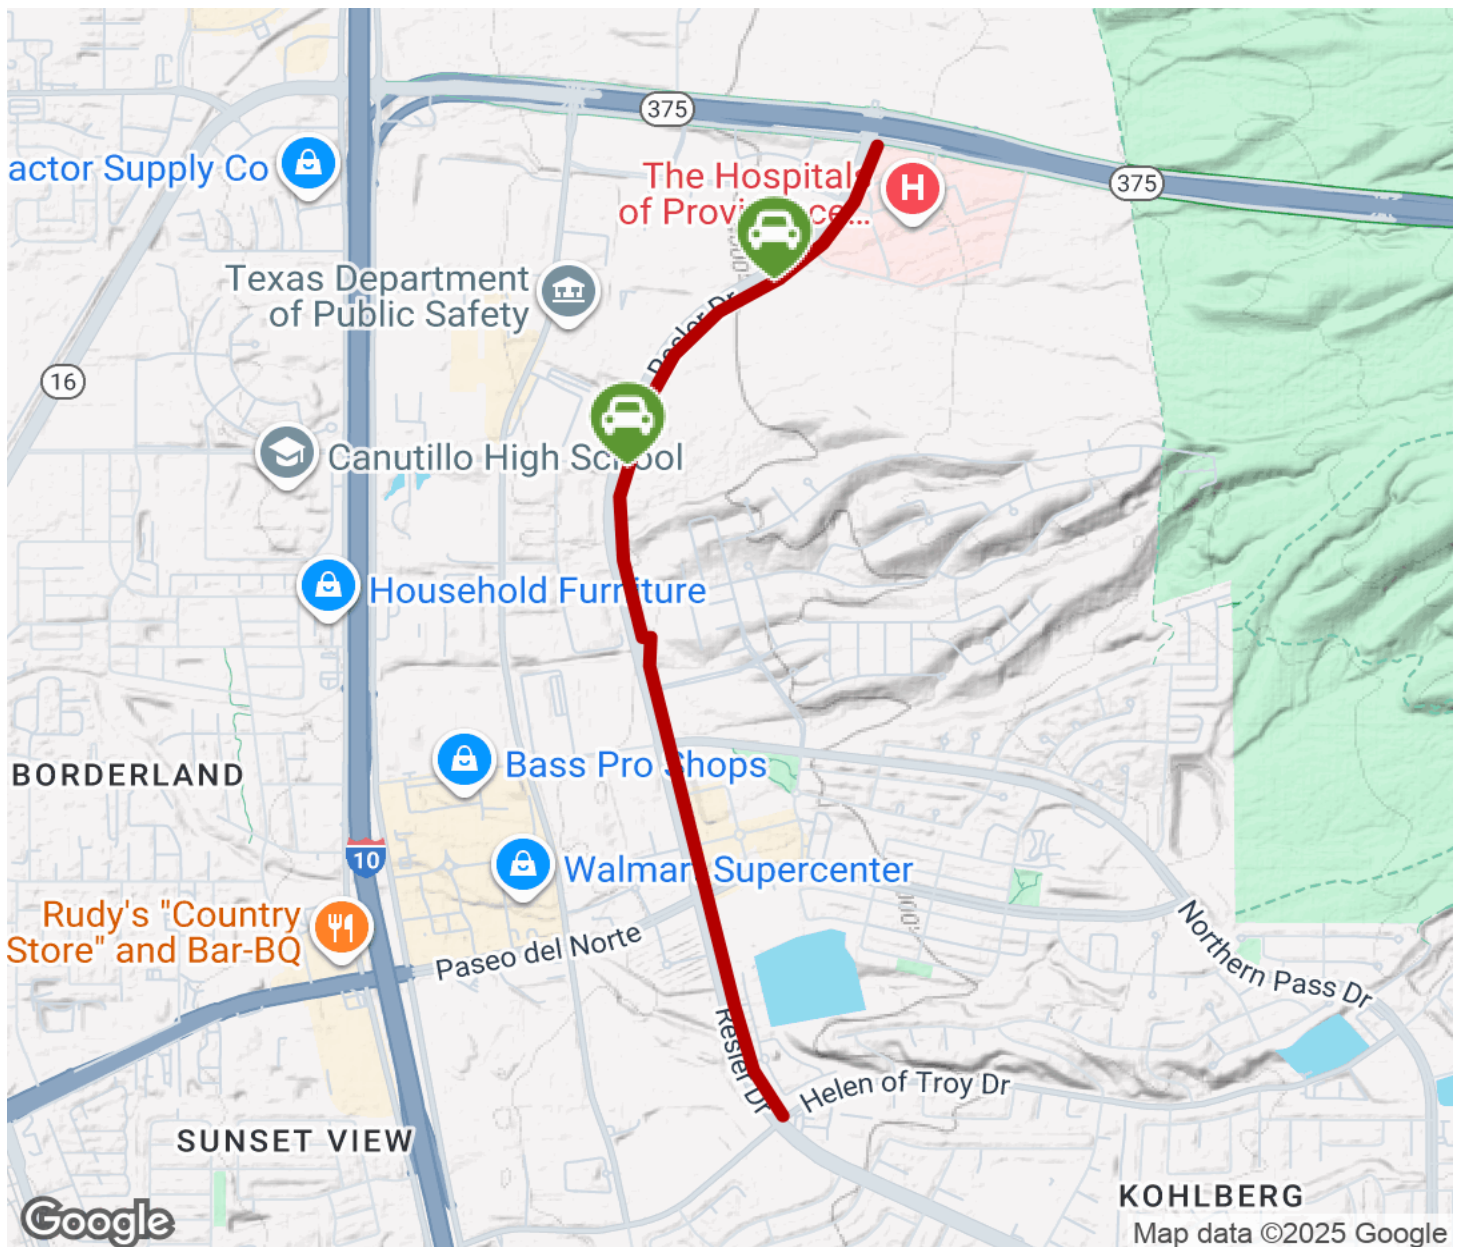 375
actor Supply Co
The Hospitals
of Providence...
H
375
Texas Department
of Public Safety
Resler Dr
16
Canutillo High School
Household Furniture
Bass Pro Shops
BORDERLAND
10
Walmart Supercenter
Rudy's "Country
Store" and Bar-BQ
Paseo del Norte
Northern Pass Dr
Resler Dr
Helen of Troy Dr
SUNSET VIEW
KOHLBERG
Google
Map data ©2025 Google